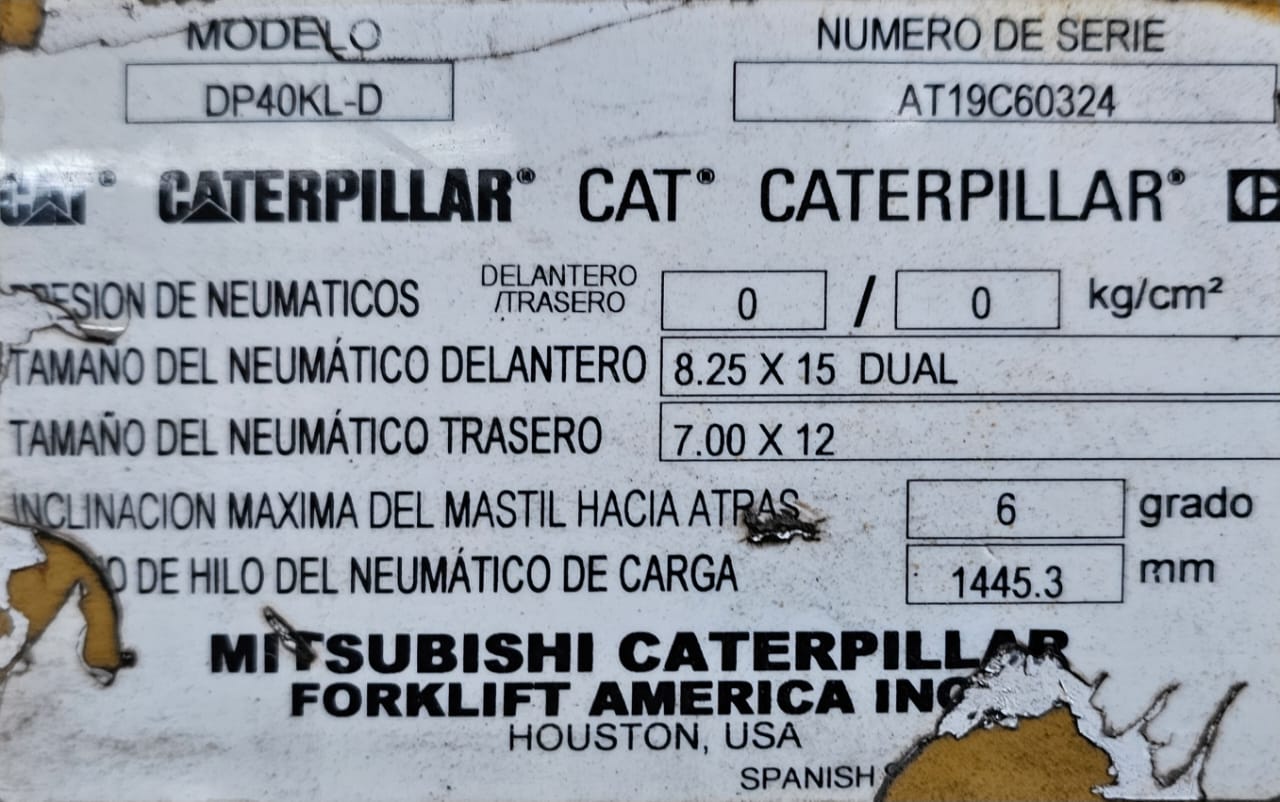 MODELO NUMERO DE SERIE
DP40KL-D AT19C60324
CAT® CATERPILLAR® CAT® CATERPILLAR®
PRESION DE NEUMATICOS DELANTERO /TRASERO 0 / 0 kg/cm²
TAMAÑO DEL NEUMÁTICO DELANTERO 8.25 X 15 DUAL
TAMAÑO DEL NEUMÁTICO TRASERO 7.00 X 12
INCLINACION MAXIMA DEL MASTIL HACIA ATRAS 6 grado
DE HILO DEL NEUMÁTICO DE CARGA 1445.3 mm
MITSUBISHI CATERPILLAR
FORKLIFT AMERICA INC
HOUSTON, USA
SPANISH